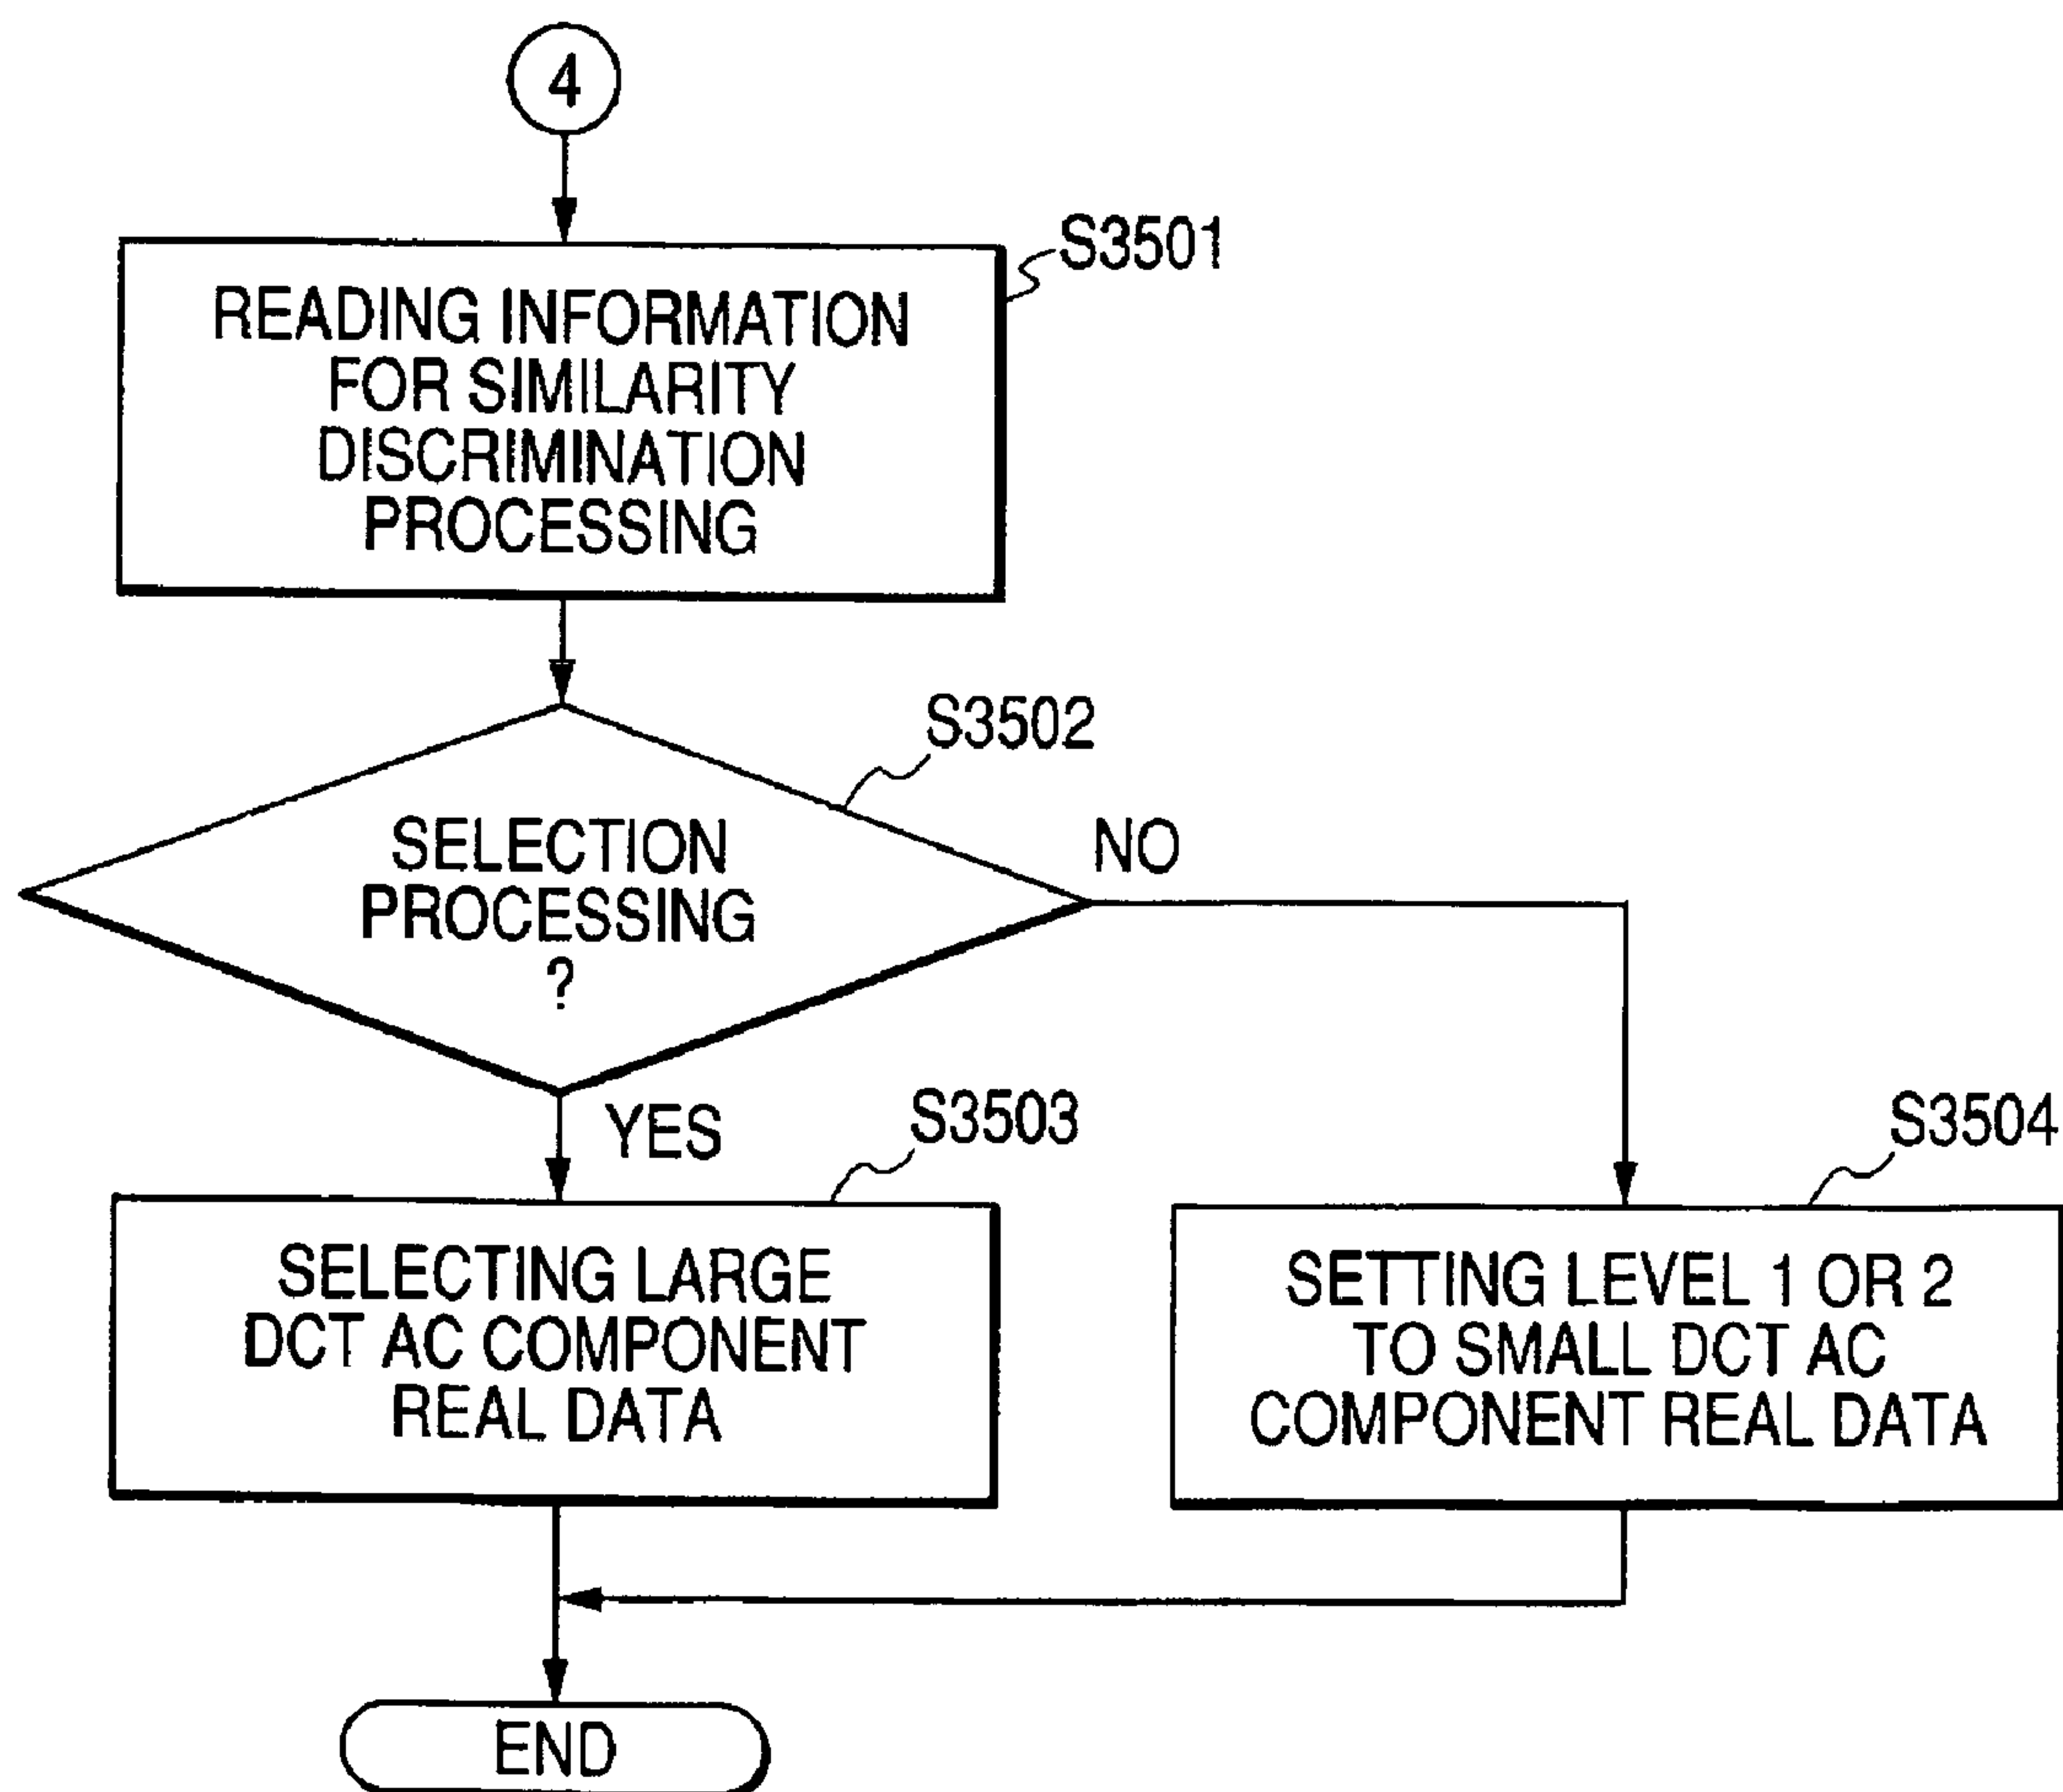 4
S3501
READING INFORMATION
FOR SIMILARITY
DISCRIMINATION
PROCESSING
S3502
SELECTION
PROCESSING
?
NO
YES
S3503
SELECTING LARGE
DCT AC COMPONENT
REAL DATA
S3504
SETTING LEVEL 1 OR 2
TO SMALL DCT AC
COMPONENT REAL DATA
END